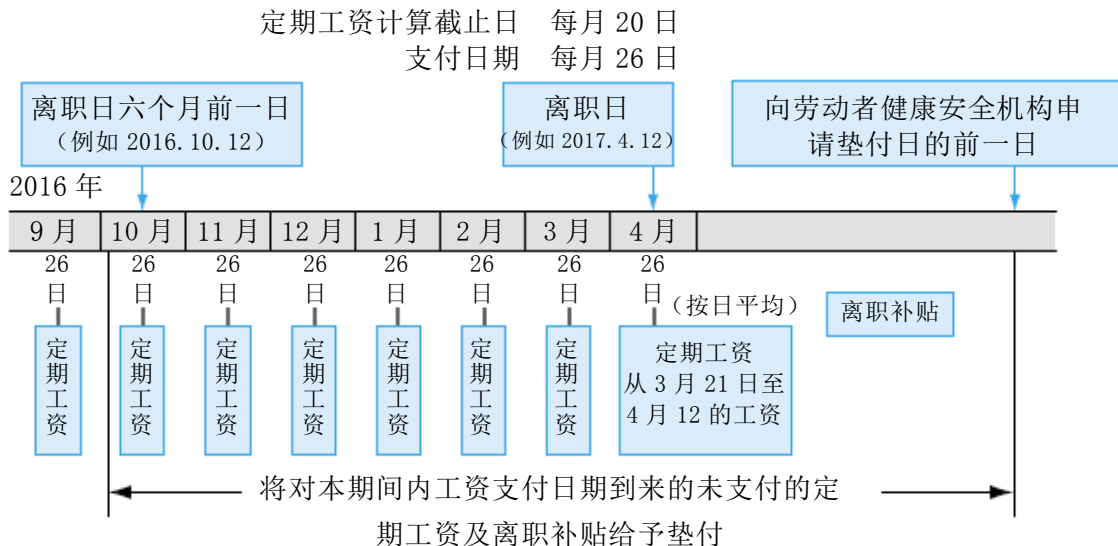 定期工资计算截止日 每月 20 日
支付日期 每月 26 日
离职日六个月前一日
（例如 2016.10.12）
离职日
（例如 2017.4.12）
向劳动者健康安全机构申
请垫付日的前一日
2016 年
9 月 10 月 11 月 12 月 1 月 2 月 3 月 4 月
26 日 26 日 26 日 26 日 26 日 26 日 26 日 26 日
（按日平均）
离职补贴
定期工资
定期工资
定期工资
定期工资
定期工资
定期工资
定期工资
定期工资
从 3 月 21 日至
4 月 12 的工资
将对本期间内工资支付日期到来的未支付的定
期工资及离职补贴给予垫付